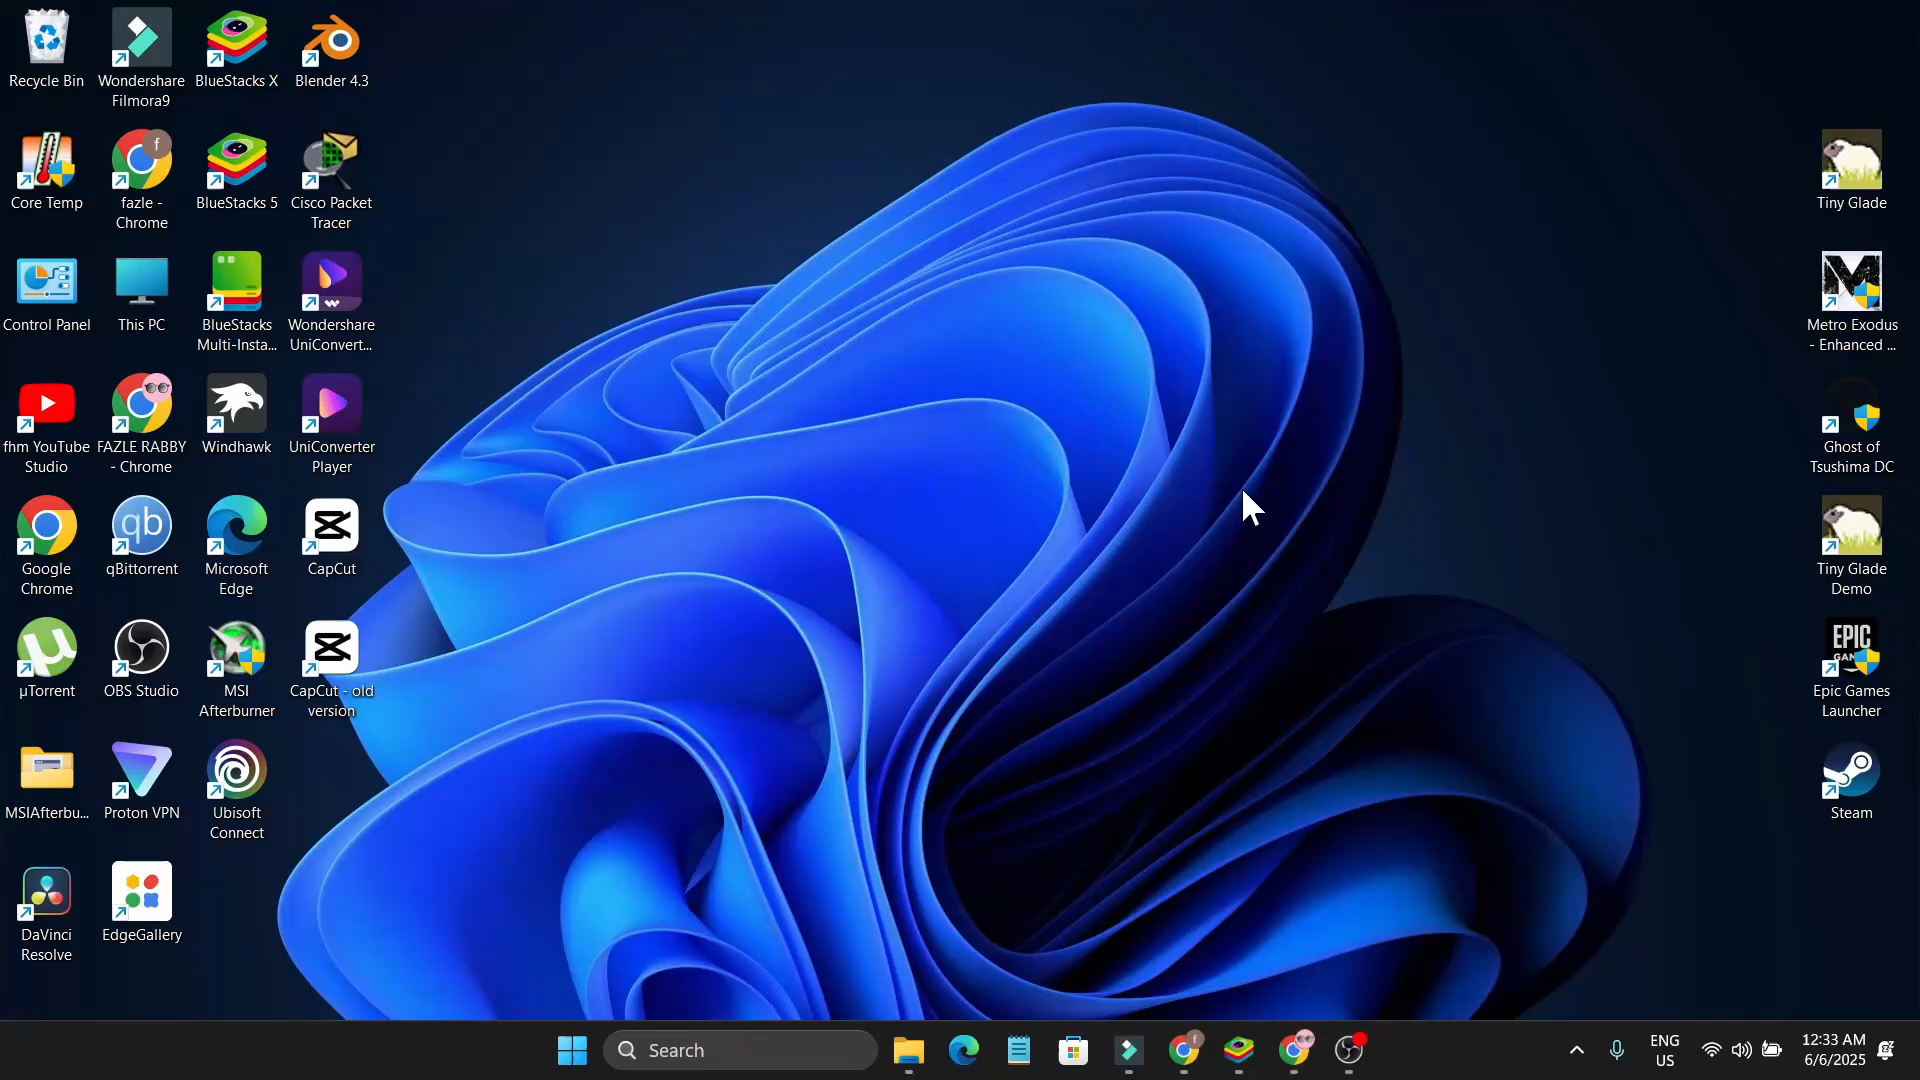 Recycle Bin
Wondershare
Filmora9
BlueStacks X
Blender 4.3
Core Temp
f
fazle -
Chrome
BlueStacks 5
Cisco Packet
Tracer
Control Panel
This PC
BlueStacks
Multi-Insta...
Wondershare
UniConvert...
fhm YouTube
Studio
FAZLE RABBY
- Chrome
Windhawk
UniConverter
Player
Google
Chrome
qb
qBittorrent
Microsoft
Edge
CapCut
µ
µTorrent
OBS Studio
MSI
Afterburner
CapCut - old
version
MSIAfterbu...
Proton VPN
Ubisoft
Connect
DaVinci
Resolve
EdgeGallery
Tiny Glade
M
Metro Exodus
- Enhanced ...
Ghost of
Tsushima DC
Tiny Glade
Demo
EPIC
GAM
Epic Games
Launcher
Steam
Search
f
ENG
US
12:33 AM
6/6/2025